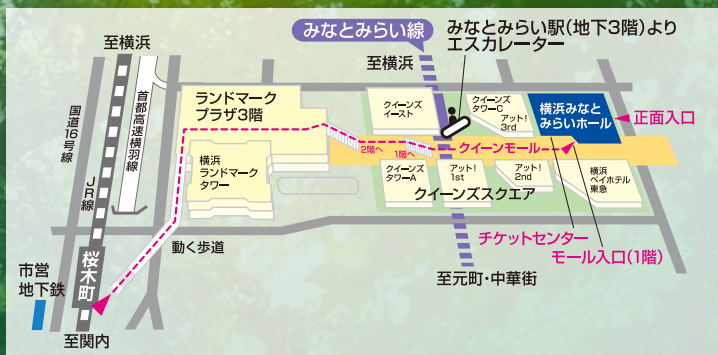 みなとみらい線
みなとみらい駅(地下3階)より
エスカレーター
至横浜
至横浜
国道16号線
首都高速横羽線
JR線
ランドマーク
プラザ3階
横浜
ランドマーク
タワー
クイーンズ
イースト
クイーンズ
タワーC
アット!
3rd
横浜みなと
みらいホール
正面入口
2階へ
1階へ
クイーンモール
クイーンズ
タワーA
アット!
1st
アット!
2nd
横浜
ベイホテル
東急
クイーンズスクエア
チケットセンター
モール入口(1階)
動く歩道
桜木町
市営
地下鉄
至関内
至元町・中華街